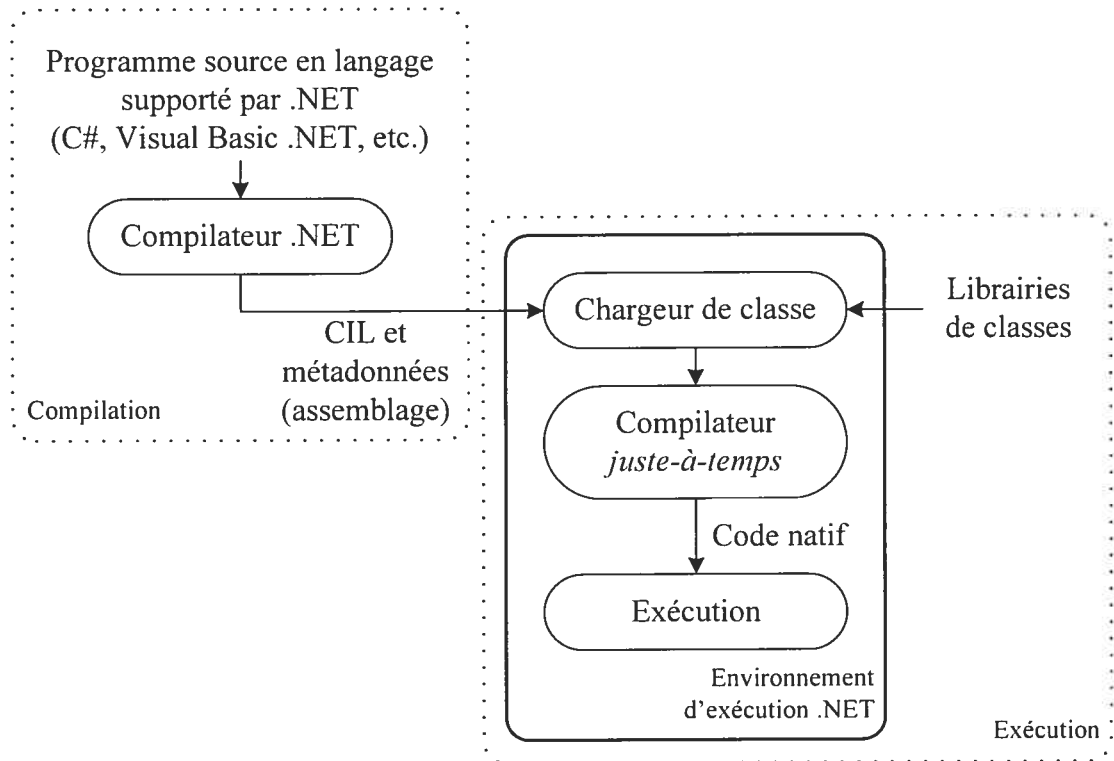 Programme source en langage
supporté par .NET
(C#, Visual Basic .NET, etc.)
Compilateur .NET
CIL et
métadonnées
(assemblage)
Compilation
Chargeur de classe
Librairies
de classes
Compilateur
juste-à-temps
Code natif
Exécution
Environnement
d'exécution .NET
Exécution